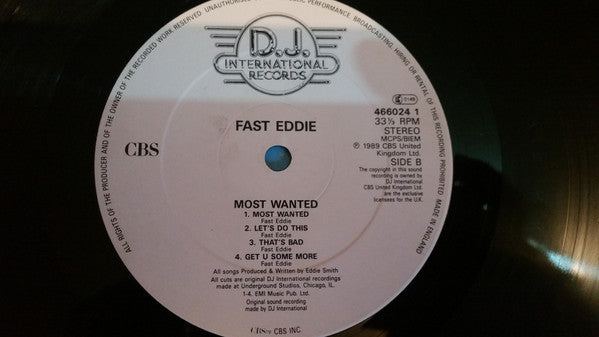 ALL RIGHTS OF THE PRODUCER AND OF THE OWNER OF THE RECORDED WORK RESERVED. UNAUTHORISED PUBLIC PERFORMANCE, BROADCASTING, HIRING OR RENTAL OF THIS RECORD PROHIBITED MADE IN ENGLAND
D.J.
INTERNATIONAL
RECORDS
466024 1
33⅓ RPM
STEREO
MCPS/BIEM
℗ 1989 CBS United
Kingdom Ltd.
SIDE B
FAST EDDIE
CBS
The copyright in this sound
recording is owned by
DJ International
CBS United Kingdom Ltd.
are the exclusive
licensees for the U.K.
MOST WANTED
1. MOST WANTED
Fast Eddie
2. LET'S DO THIS
Fast Eddie
3. THAT'S BAD
Fast Eddie
4. GET U SOME MORE
Fast Eddie
All songs Produced & Written by Eddie Smith
All cuts are original DJ International recordings
made at Underground Studios, Chicago, IL.
1-4. EMI Music Pub. Ltd.
Original sound recording
made by DJ International
CBS CBS INC.